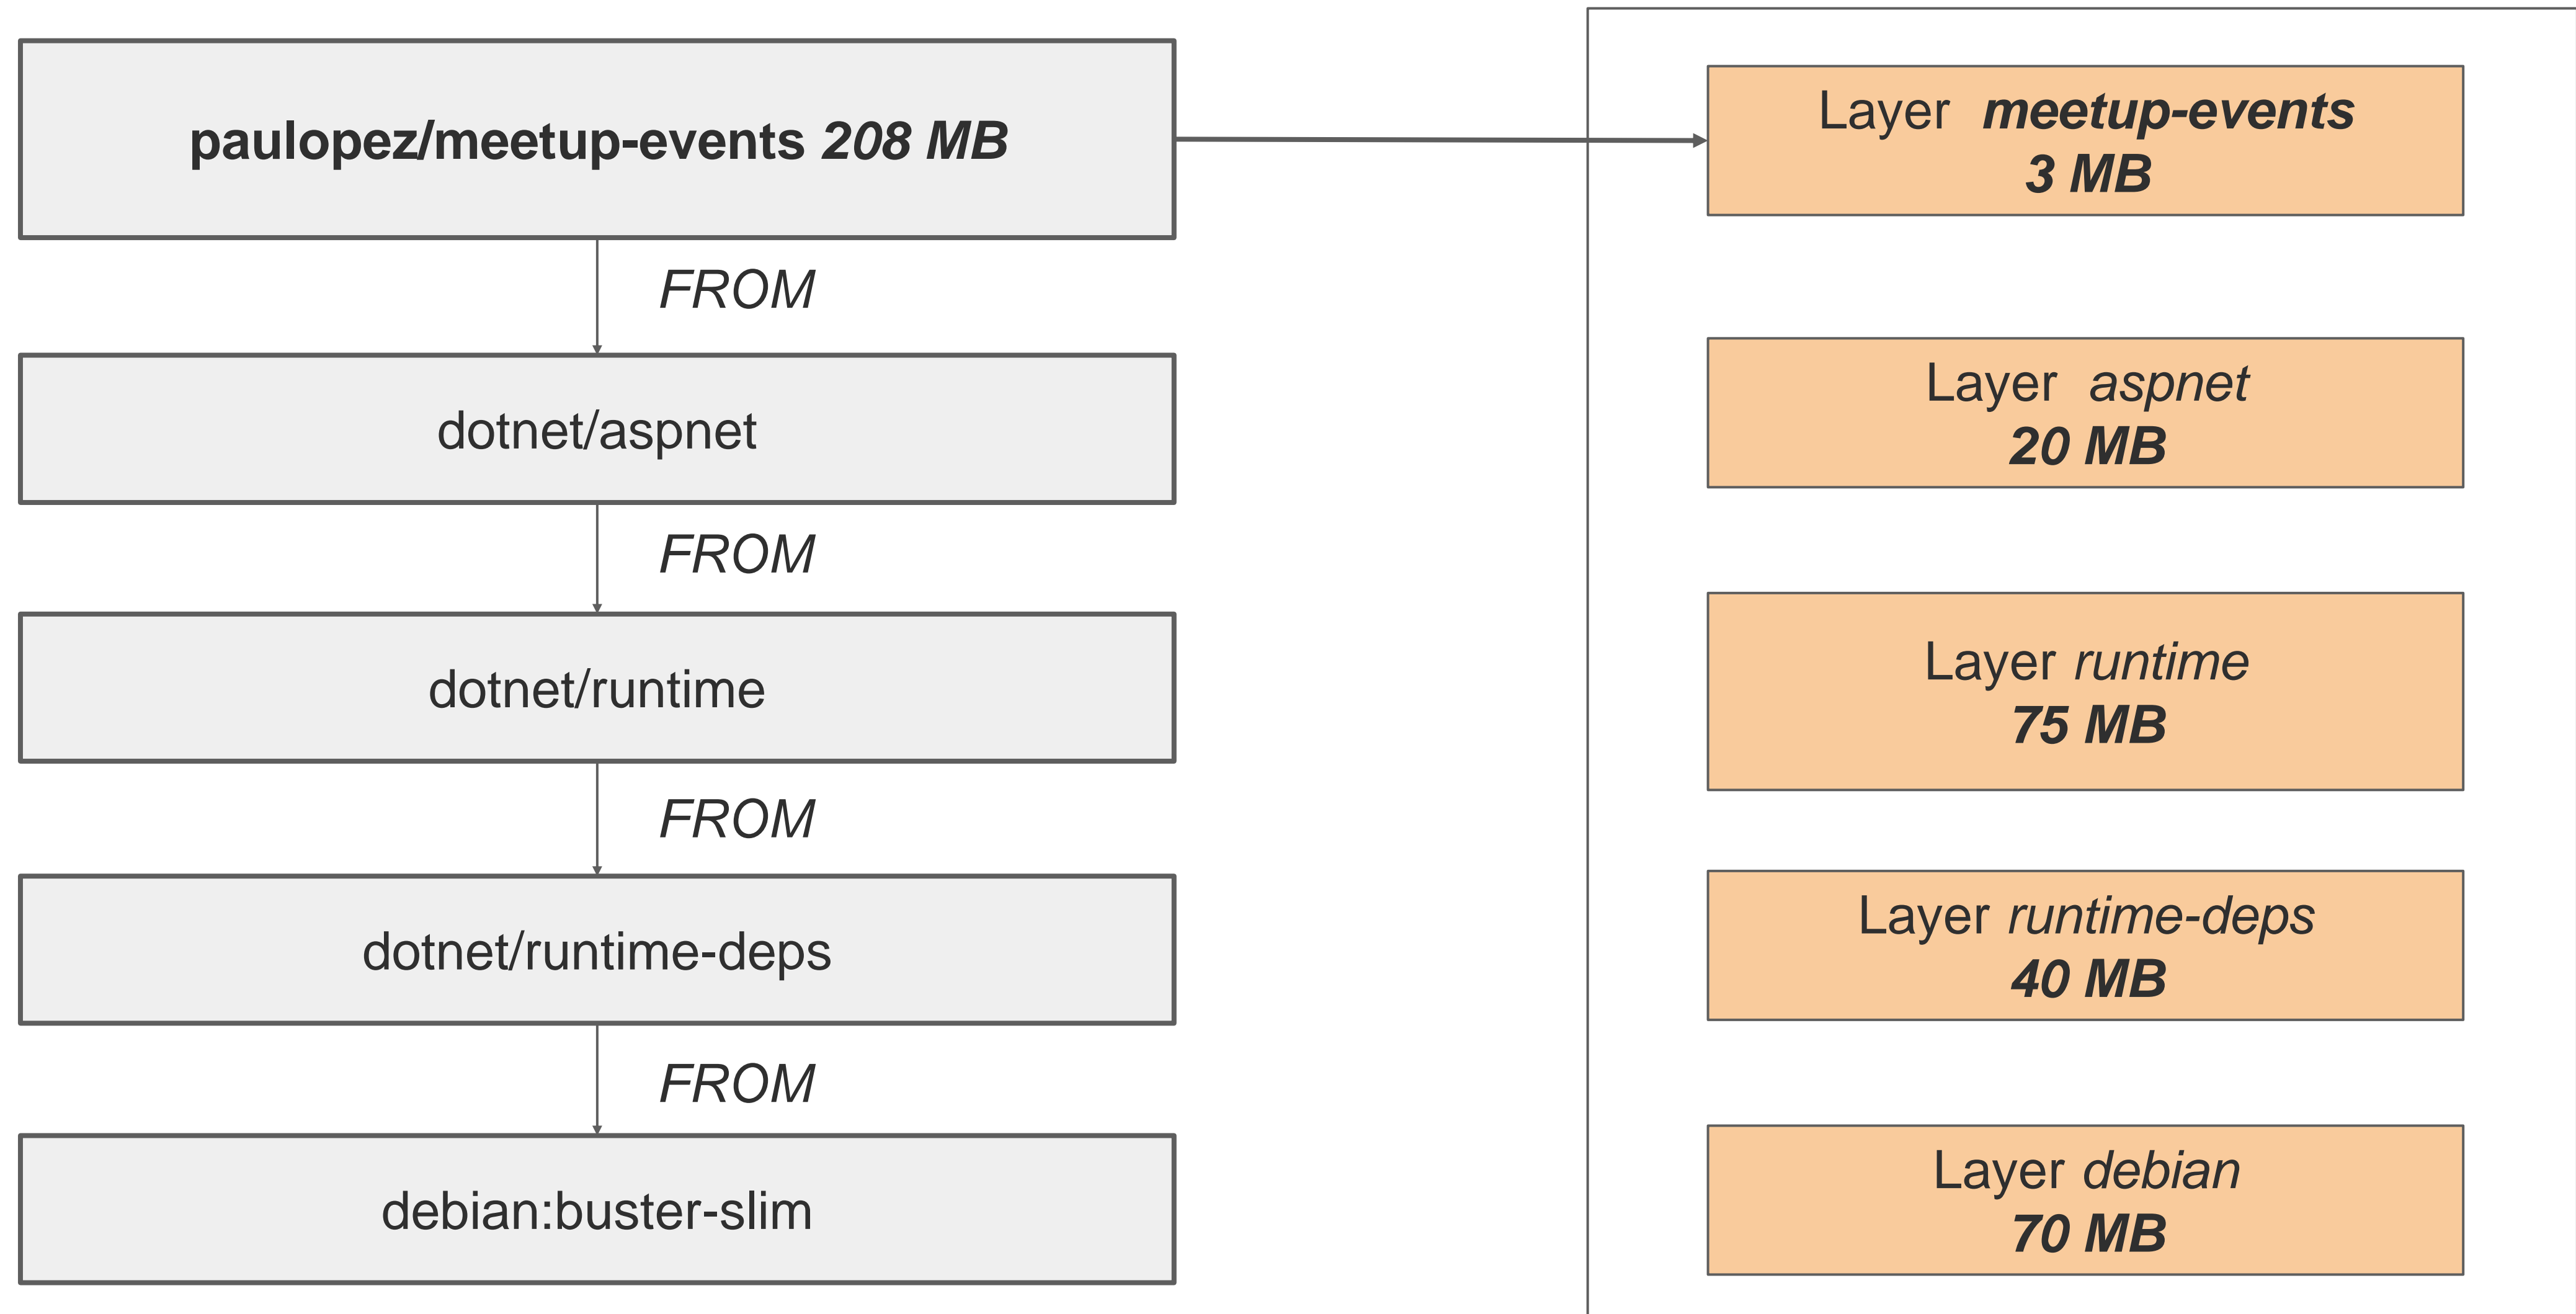 paulopez/meetup-events 208 MB
FROM
dotnet/aspnet
FROM
dotnet/runtime
FROM
dotnet/runtime-deps
FROM
debian:buster-slim
Layer meetup-events
3 MB
Layer aspnet
20 MB
Layer runtime
75 MB
Layer runtime-deps
40 MB
Layer debian
70 MB